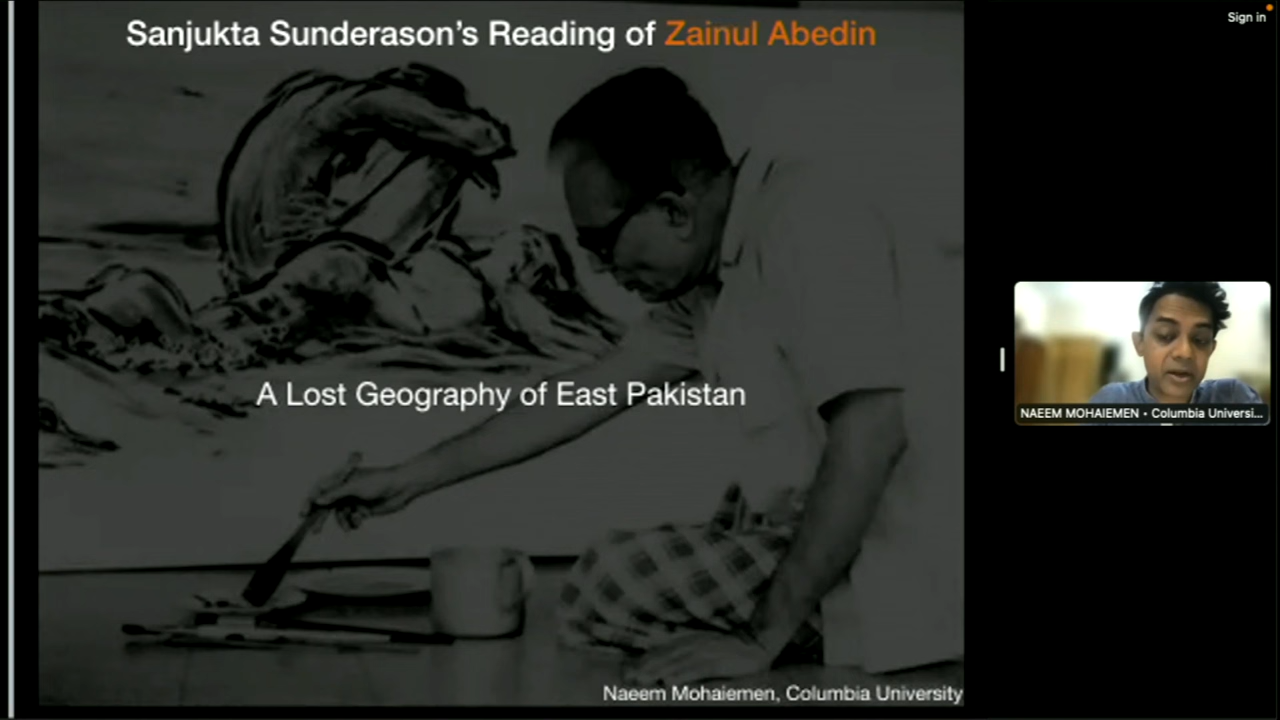 Sanjukta Sunderason's Reading of Zainul Abedin
Sign in
A Lost Geography of East Pakistan
NAEEM MOHAIEMEN • Columbia Universi...
Naeem Mohaiemen, Columbia University